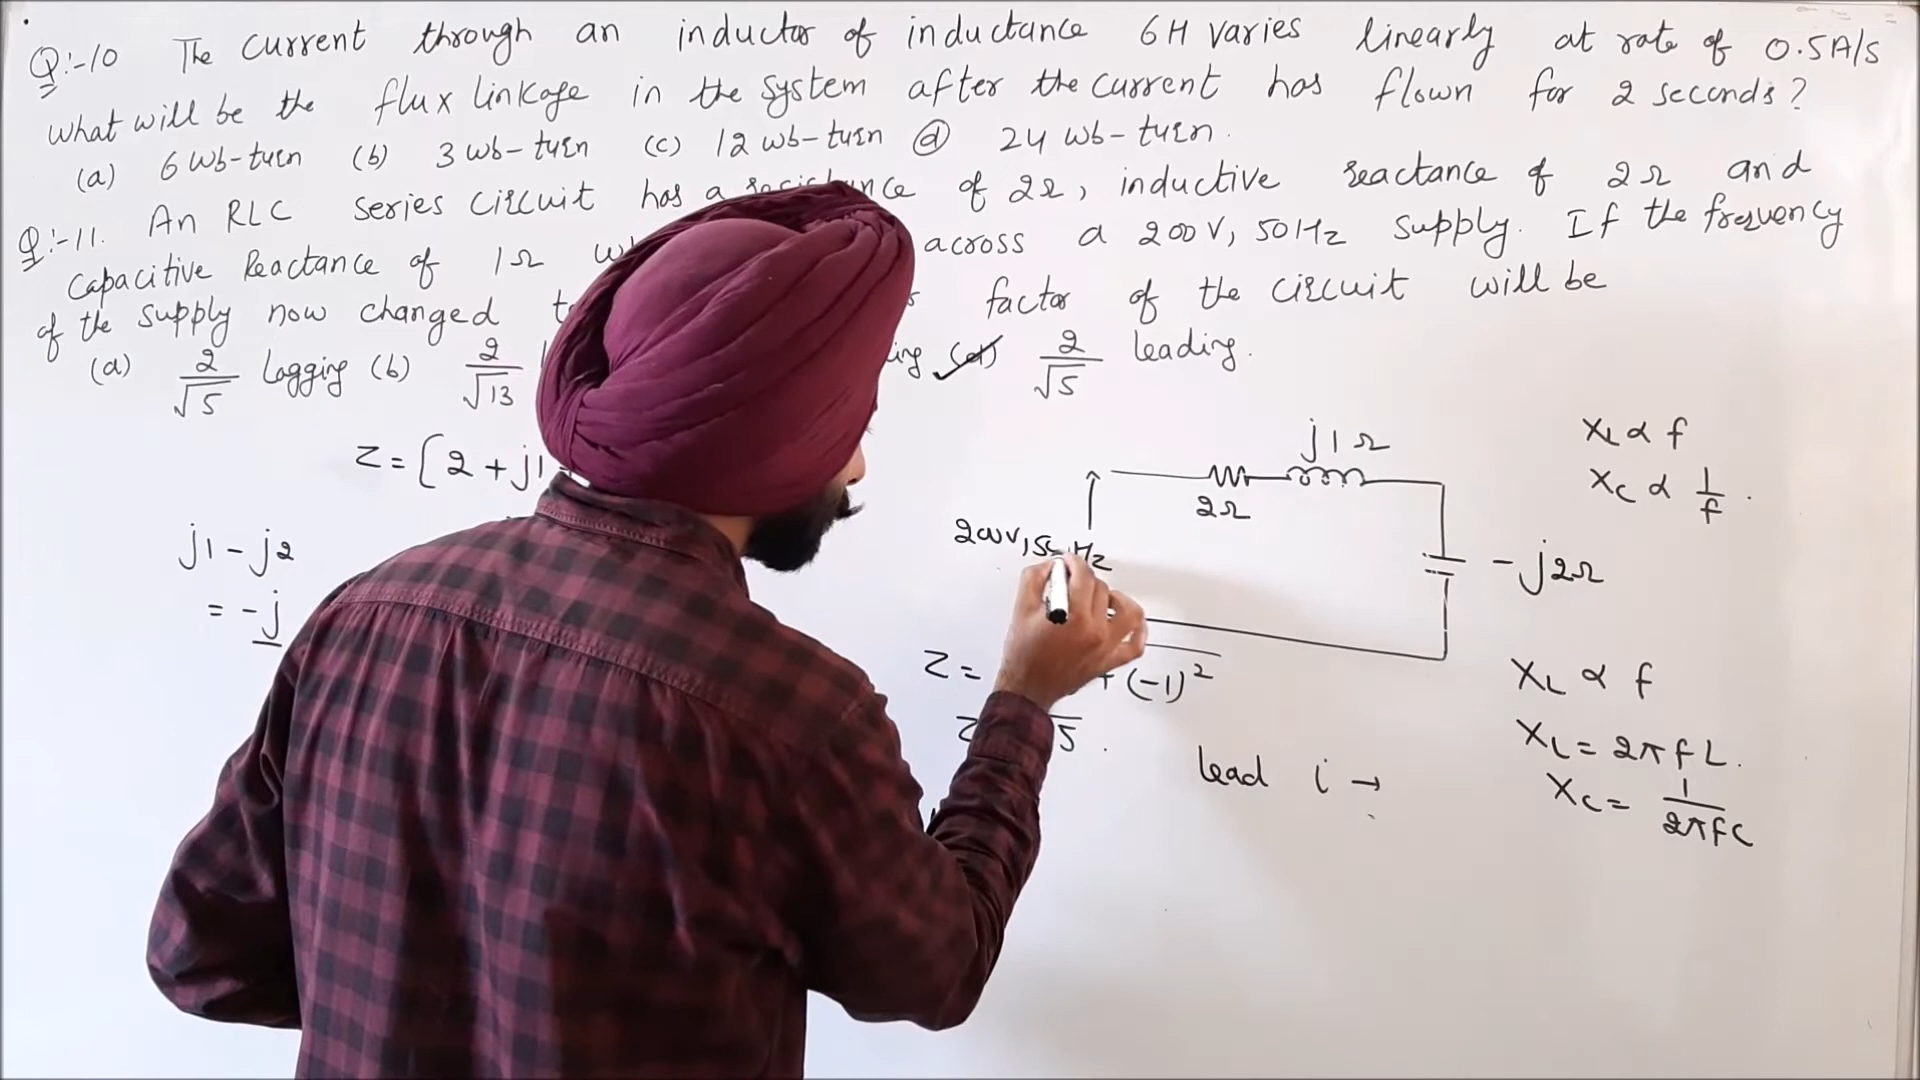 Q:-10 The current through an inductor of inductance 6H varies linearly at rate of 0.5A/s
what will be the flux linkage in the system after the current has flown for 2 seconds?
(a) 6 wb-turn (b) 3 wb-turn (c) 12 wb-turn (d) 24 wb-turn.
Q:-11. An RLC series circuit has a resistance of 2Ω, inductive reactance of 2Ω and
capacitive Reactance of 1Ω across a 200V, 50Hz supply. If the frequency
of the supply now changed factor of the circuit will be
(a) 2/√5 lagging (b) 2/√13 (d) 2/√5 leading.
Z = [2 + j1
j1 - j2
= -j
j1Ω
2Ω
200V, 50 Hz
-j2Ω
XL α f
XC α 1/f .
Z = + (-1)²
Z 5 .
lead i →
XL α f
XL = 2πfL.
XC = 1/2πfC